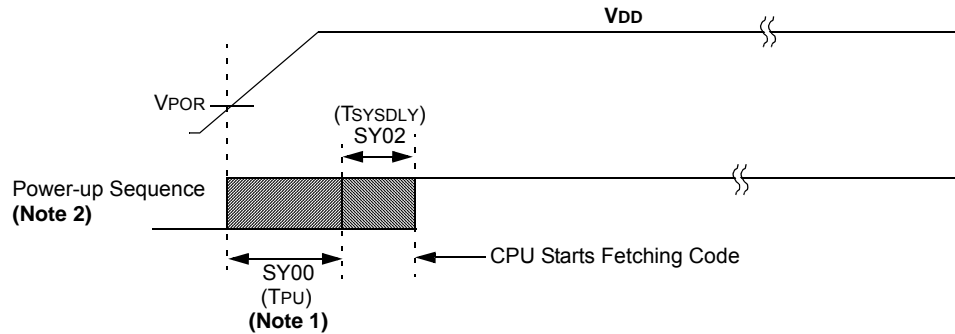 VDD
VPOR
(TSYSDLY)
SY02
Power-up Sequence
(Note 2)
CPU Starts Fetching Code
SY00
(TPU)
(Note 1)